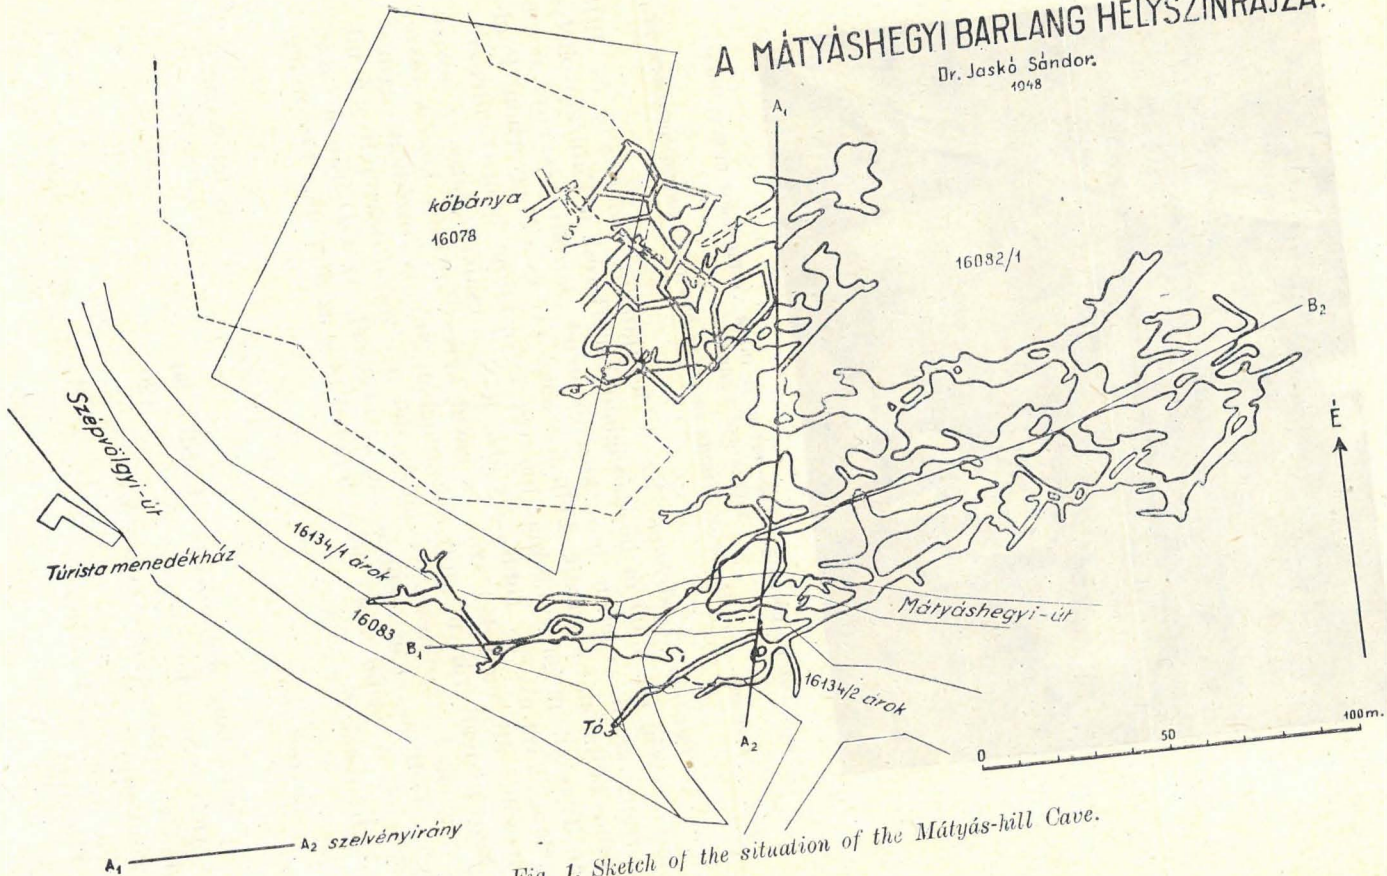 A MÁTYÁSHEGYI BARLANG HELYSZÍNRAJZA.
Dr. Jaskó Sándor.
1948
A₁
kőbánya
16078
16082/1
B₂
É
Szépvölgyi-út
Túrista menedékház
16134/1 árok
16083
B₁
Mátyáshegyi-út
16134/2 árok
Tó
A₂
0 50 100 m.
A₁ A₂ szelvényirány
Fig. 1. Sketch of the situation of the Mátyás-hill Cave.